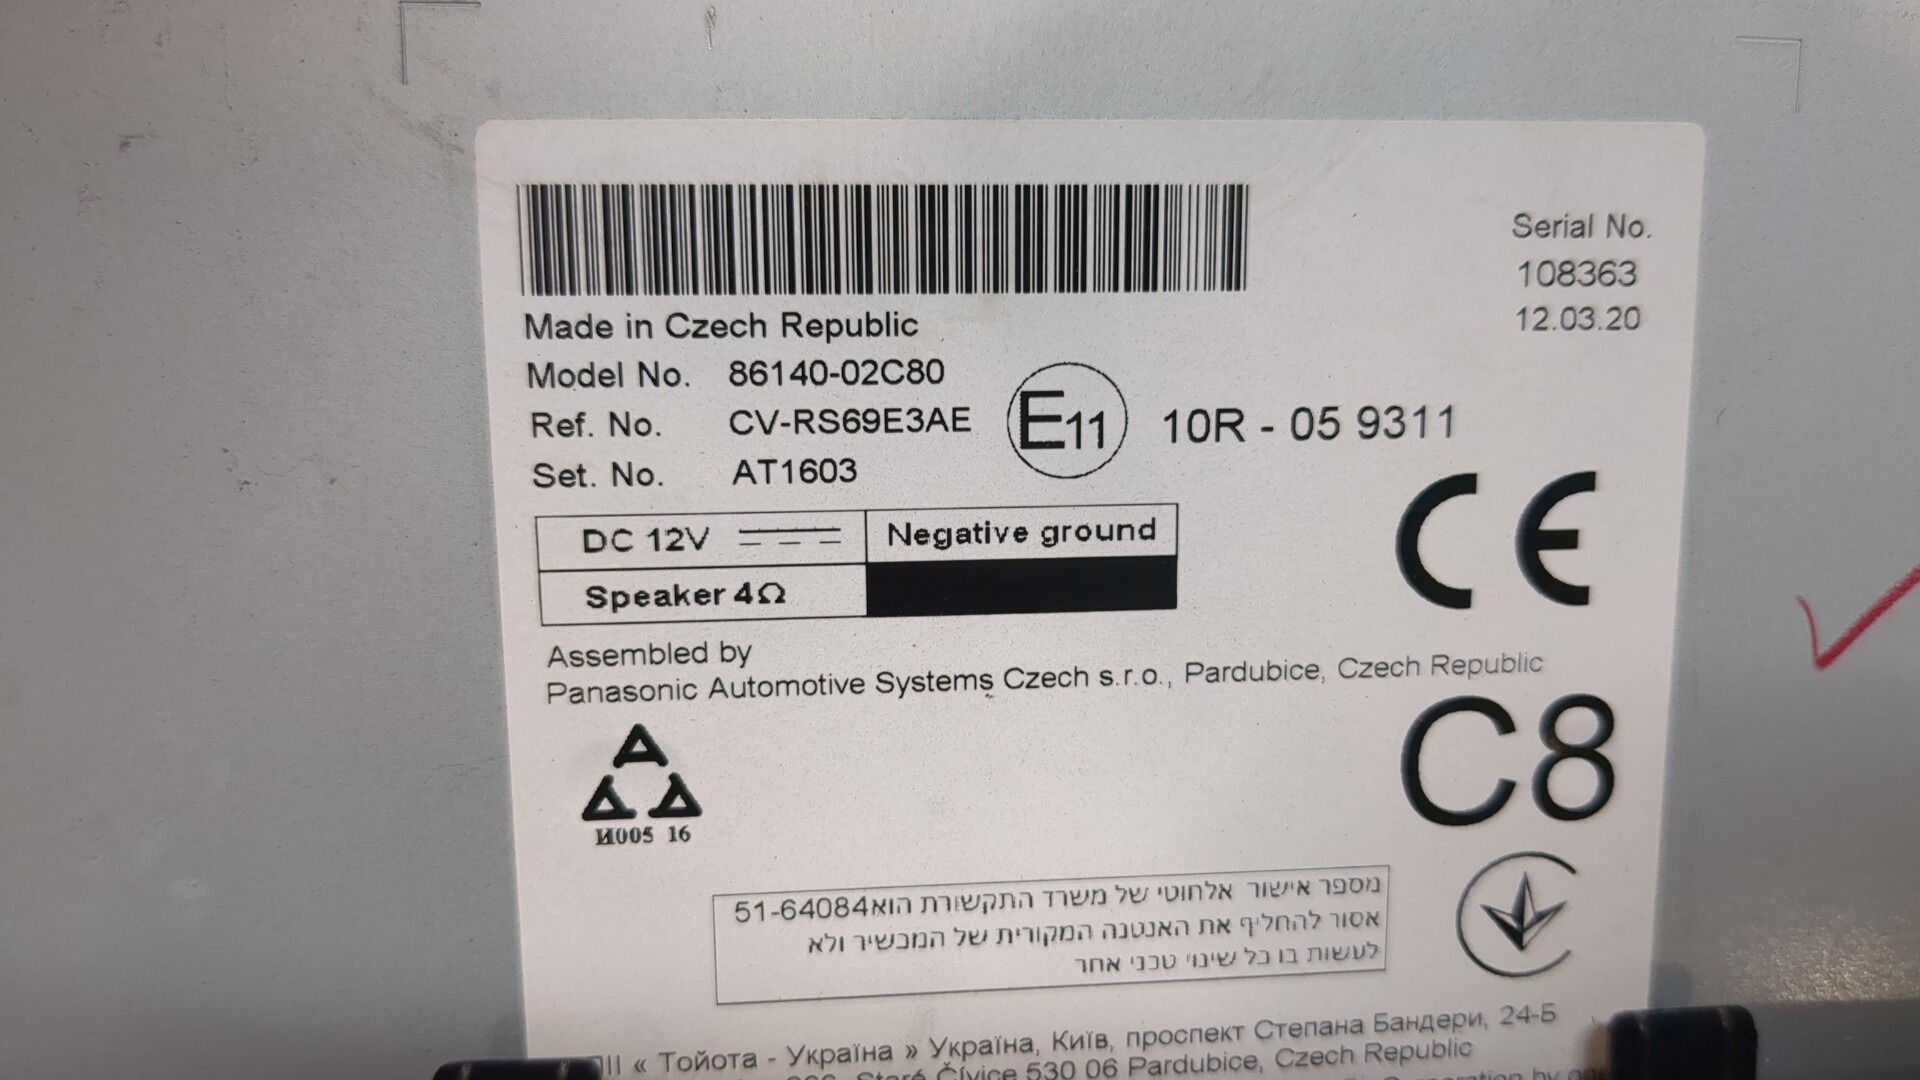 Serial No.
108363
12.03.20
Made in Czech Republic
Model No. 86140-02C80
Ref. No. CV-RS69E3AE
Set. No. AT1603
E11 10R - 05 9311
CE
DC 12V
Negative ground
Speaker 4Ω
Assembled by
Panasonic Automotive Systems Czech s.r.o., Pardubice, Czech Republic
И005 16
C8
מספר אישור אלחוטי של משרד התקשורת הוא 51-64084
אסור להחליף את האנטנה המקורית של המכשיר ולא
לעשות בו כל שינוי טכני אחר
« Тойота - Україна » Україна, Київ, проспект Степана Бандери, 24-Б
Staré Čívice 530 06 Pardubice, Czech Republic